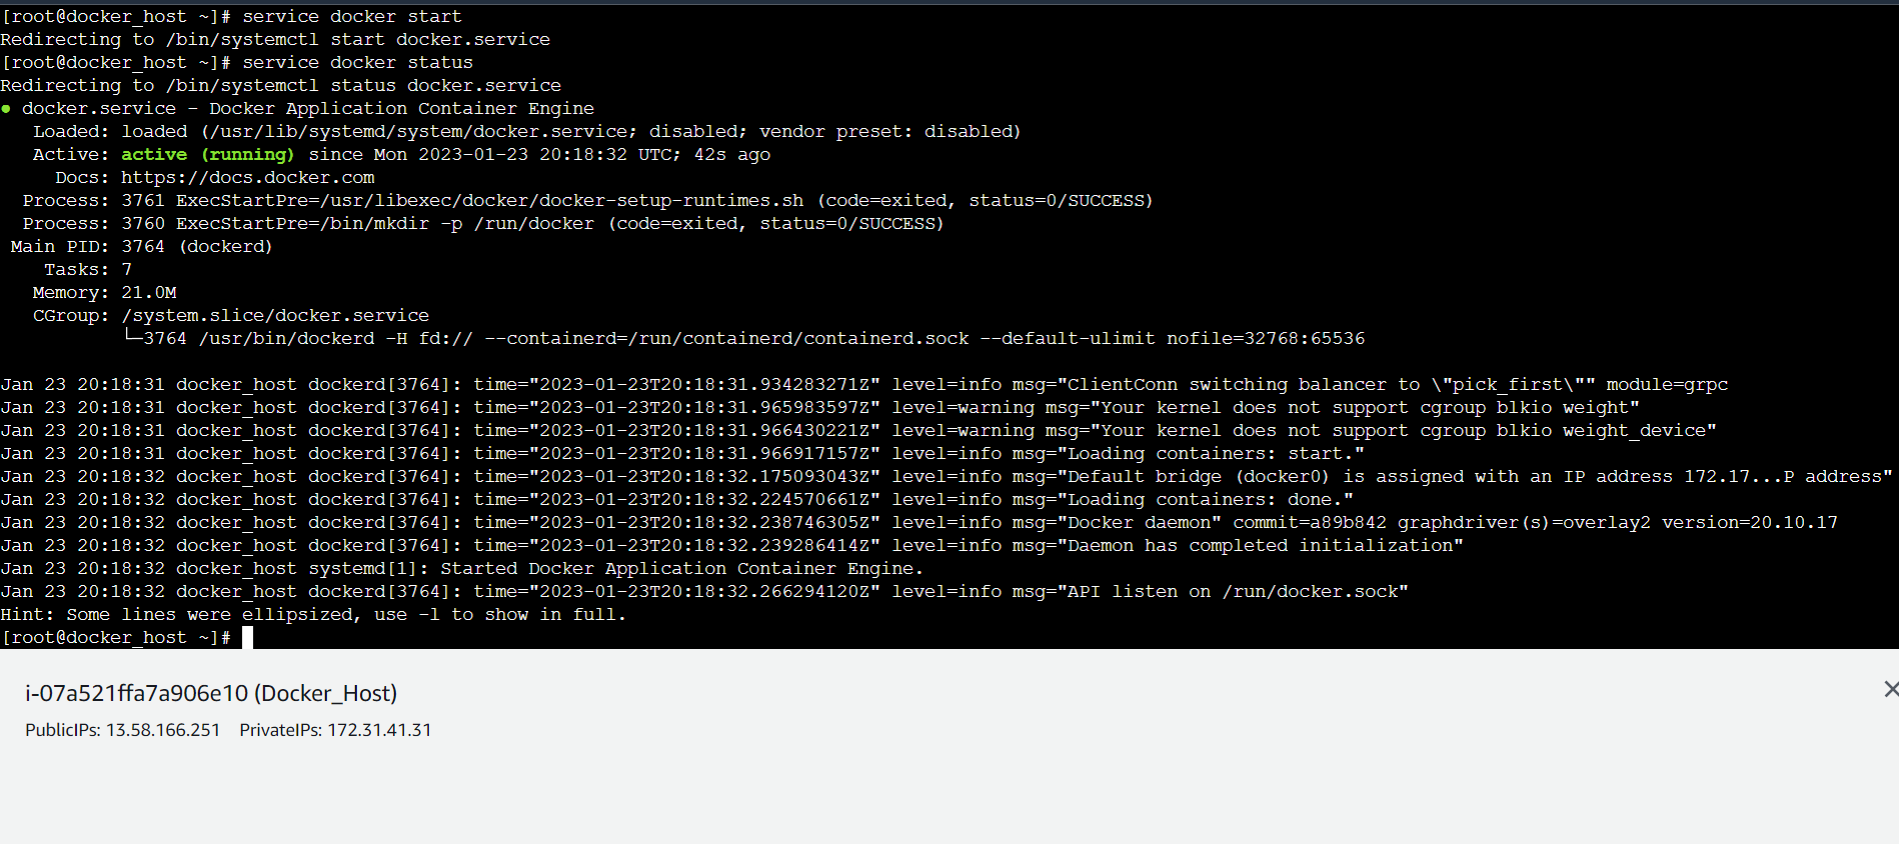 [root@docker_host ~]# service docker start
Redirecting to /bin/systemctl start docker.service
[root@docker_host ~]# service docker status
Redirecting to /bin/systemctl status docker.service
● docker.service - Docker Application Container Engine
Loaded: loaded (/usr/lib/systemd/system/docker.service; disabled; vendor preset: disabled)
Active: active (running) since Mon 2023-01-23 20:18:32 UTC; 42s ago
Docs: https://docs.docker.com
Process: 3761 ExecStartPre=/usr/libexec/docker/docker-setup-runtimes.sh (code=exited, status=0/SUCCESS)
Process: 3760 ExecStartPre=/bin/mkdir -p /run/docker (code=exited, status=0/SUCCESS)
Main PID: 3764 (dockerd)
Tasks: 7
Memory: 21.0M
CGroup: /system.slice/docker.service
└─3764 /usr/bin/dockerd -H fd:// --containerd=/run/containerd/containerd.sock --default-ulimit nofile=32768:65536
Jan 23 20:18:31 docker_host dockerd[3764]: time="2023-01-23T20:18:31.934283271Z" level=info msg="ClientConn switching balancer to \"pick_first\"" module=grpc
Jan 23 20:18:31 docker_host dockerd[3764]: time="2023-01-23T20:18:31.965983597Z" level=warning msg="Your kernel does not support cgroup blkio weight"
Jan 23 20:18:31 docker_host dockerd[3764]: time="2023-01-23T20:18:31.966430221Z" level=warning msg="Your kernel does not support cgroup blkio weight_device"
Jan 23 20:18:31 docker_host dockerd[3764]: time="2023-01-23T20:18:31.966917157Z" level=info msg="Loading containers: start."
Jan 23 20:18:32 docker_host dockerd[3764]: time="2023-01-23T20:18:32.175093043Z" level=info msg="Default bridge (docker0) is assigned with an IP address 172.17...P address"
Jan 23 20:18:32 docker_host dockerd[3764]: time="2023-01-23T20:18:32.224570661Z" level=info msg="Loading containers: done."
Jan 23 20:18:32 docker_host dockerd[3764]: time="2023-01-23T20:18:32.238746305Z" level=info msg="Docker daemon" commit=a89b842 graphdriver(s)=overlay2 version=20.10.17
Jan 23 20:18:32 docker_host dockerd[3764]: time="2023-01-23T20:18:32.239286414Z" level=info msg="Daemon has completed initialization"
Jan 23 20:18:32 docker_host systemd[1]: Started Docker Application Container Engine.
Jan 23 20:18:32 docker_host dockerd[3764]: time="2023-01-23T20:18:32.266294120Z" level=info msg="API listen on /run/docker.sock"
Hint: Some lines were ellipsized, use -l to show in full.
[root@docker_host ~]#
i-07a521ffa7a906e10 (Docker_Host)
PublicIPs: 13.58.166.251 PrivateIPs: 172.31.41.31